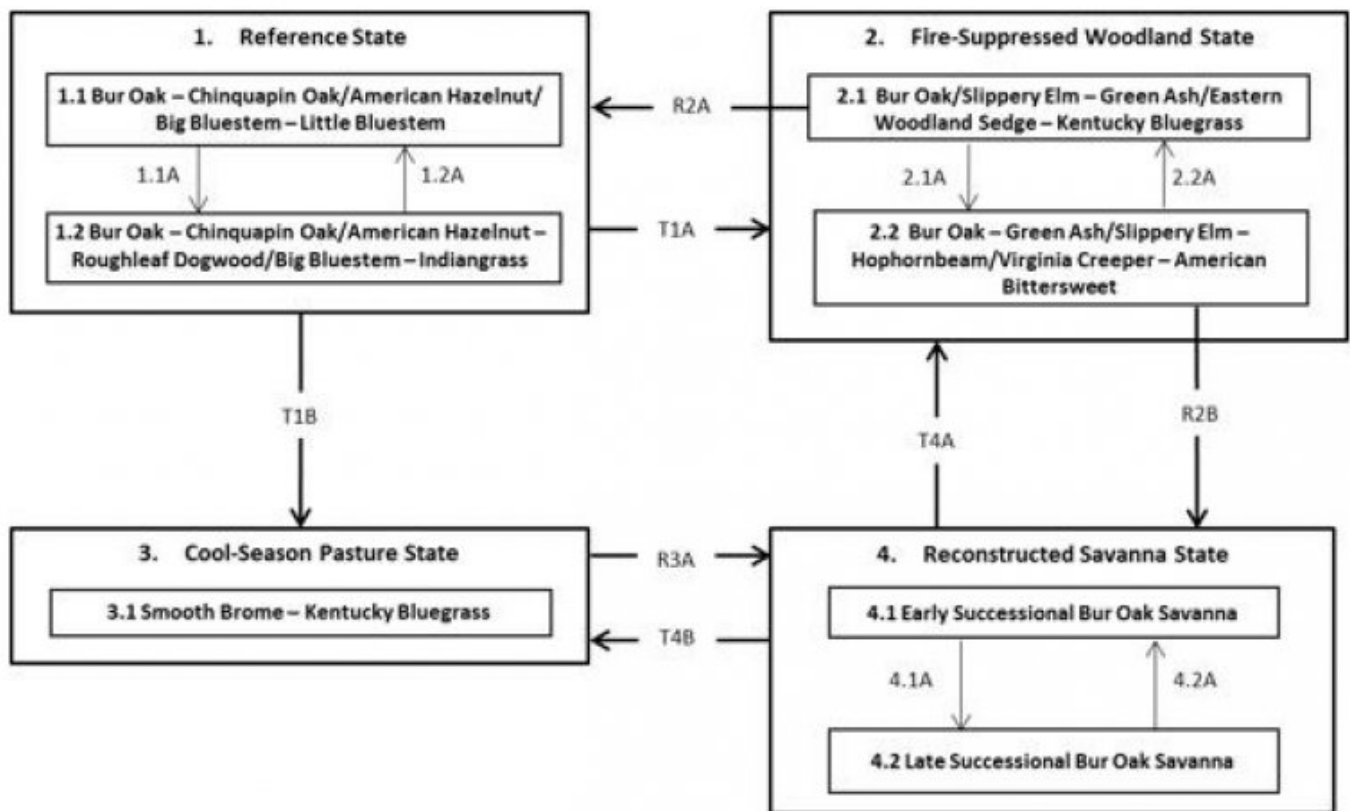 1. Reference State
1.1 Bur Oak – Chinquapin Oak/American Hazelnut/
Big Bluestem – Little Bluestem
1.1A
1.2A
1.2 Bur Oak – Chinquapin Oak/American Hazelnut –
Roughleaf Dogwood/Big Bluestem – Indiangrass
R2A
T1A
2. Fire-Suppressed Woodland State
2.1 Bur Oak/Slippery Elm – Green Ash/Eastern
Woodland Sedge – Kentucky Bluegrass
2.1A
2.2A
2.2 Bur Oak – Green Ash/Slippery Elm –
Hophornbeam/Virginia Creeper – American
Bittersweet
T1B
T4A
R2B
3. Cool-Season Pasture State
3.1 Smooth Brome – Kentucky Bluegrass
R3A
T4B
4. Reconstructed Savanna State
4.1 Early Successional Bur Oak Savanna
4.1A
4.2A
4.2 Late Successional Bur Oak Savanna